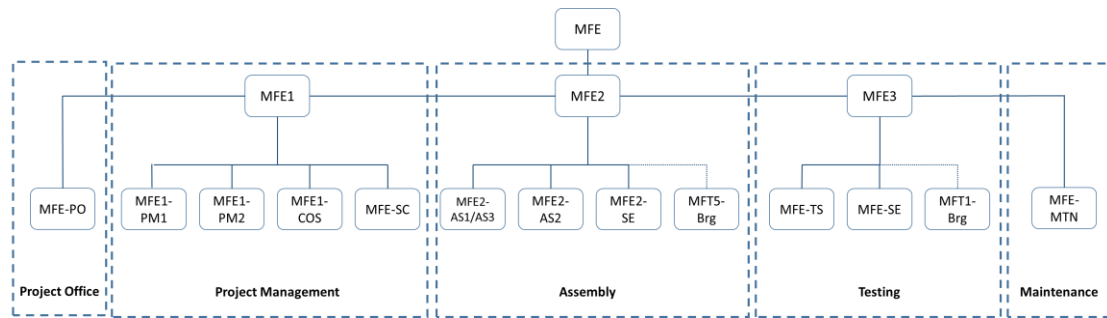 MFE
MFE1
MFE2
MFE3
MFE-PO
MFE1-
PM1
MFE1-
PM2
MFE1-
COS
MFE-SC
MFE2-
AS1/AS3
MFE2-
AS2
MFE2-
SE
MFT5-
Brg
MFE-TS
MFE-SE
MFT1-
Brg
MFE-
MTN
Project Office
Project Management
Assembly
Testing
Maintenance